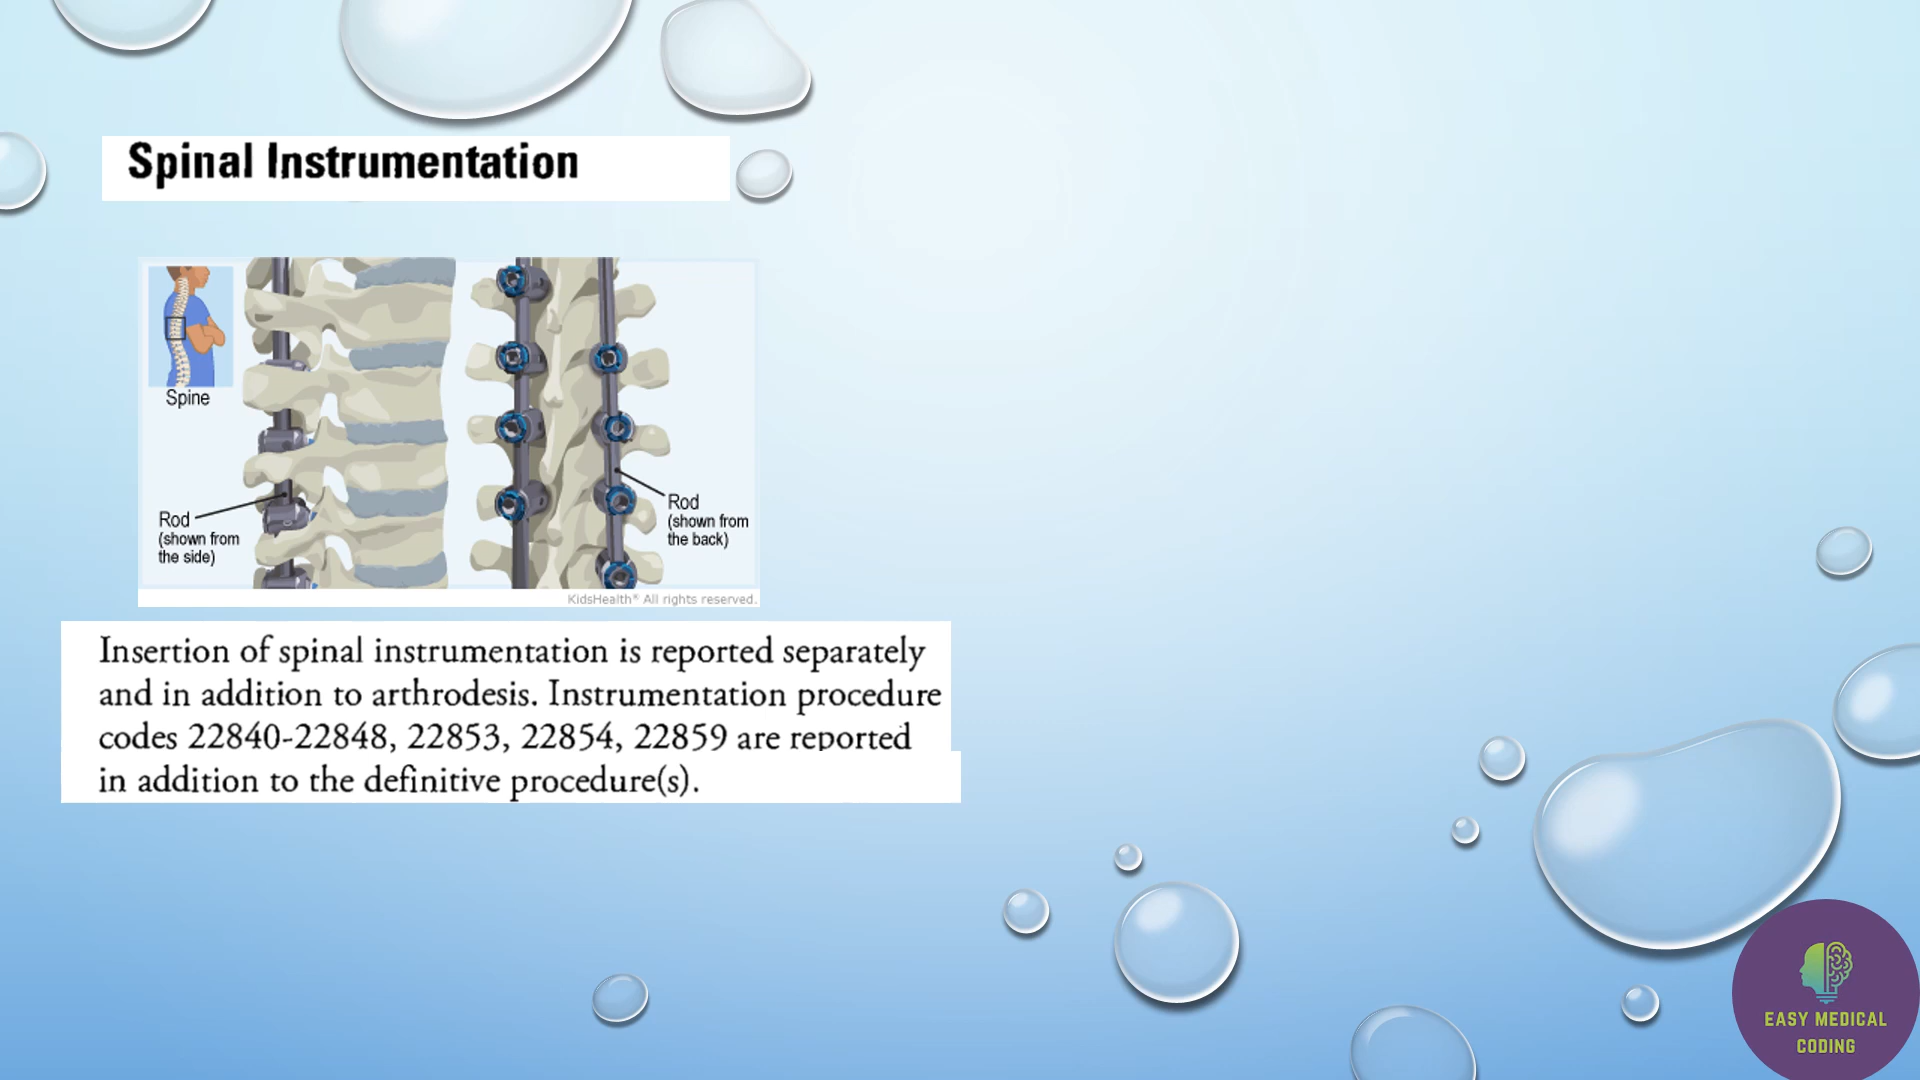 Spinal Instrumentation
Spine
Rod
(shown from
the side)
Rod
(shown from
the back)
KidsHealth® All rights reserved.
Insertion of spinal instrumentation is reported separately
and in addition to arthrodesis. Instrumentation procedure
codes 22840-22848, 22853, 22854, 22859 are reported
in addition to the definitive procedure(s).
EASY MEDICAL
CODING